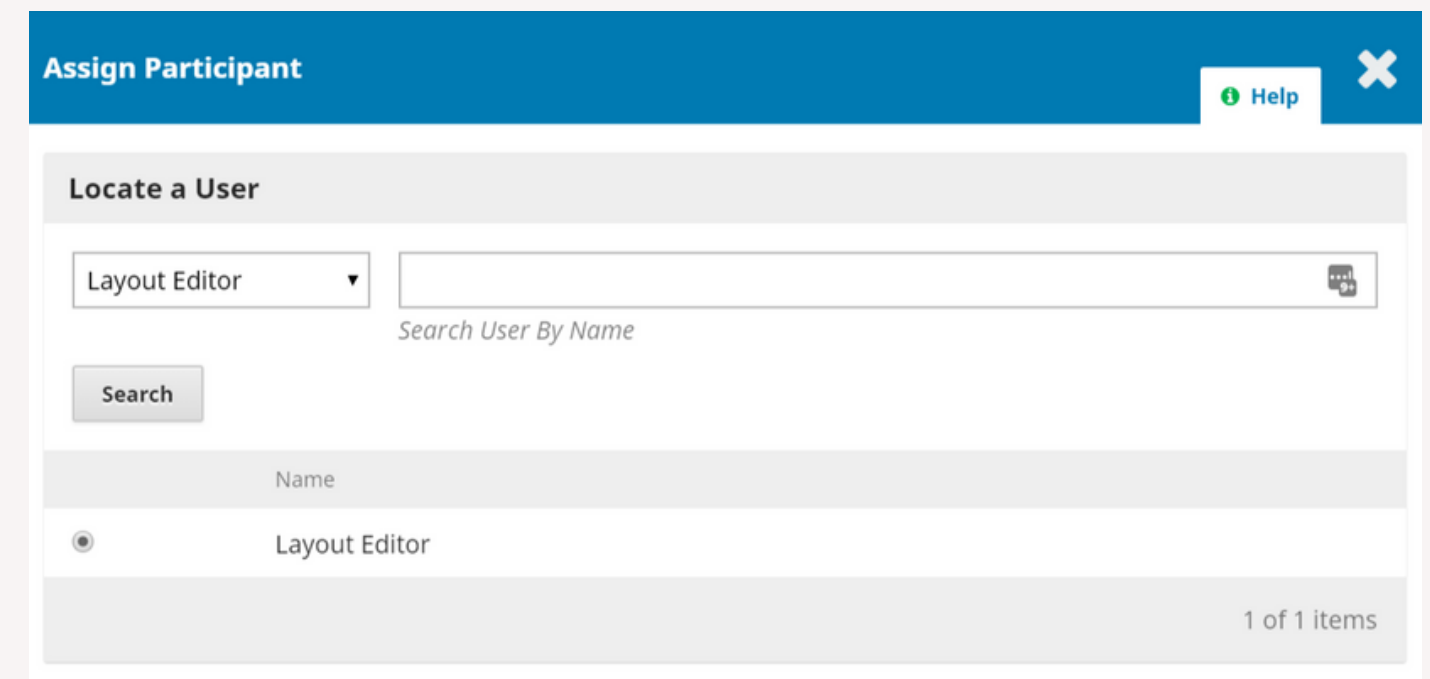 Assign Participant
Help
Locate a User
Layout Editor
Search User By Name
Search
Name
Layout Editor
1 of 1 items